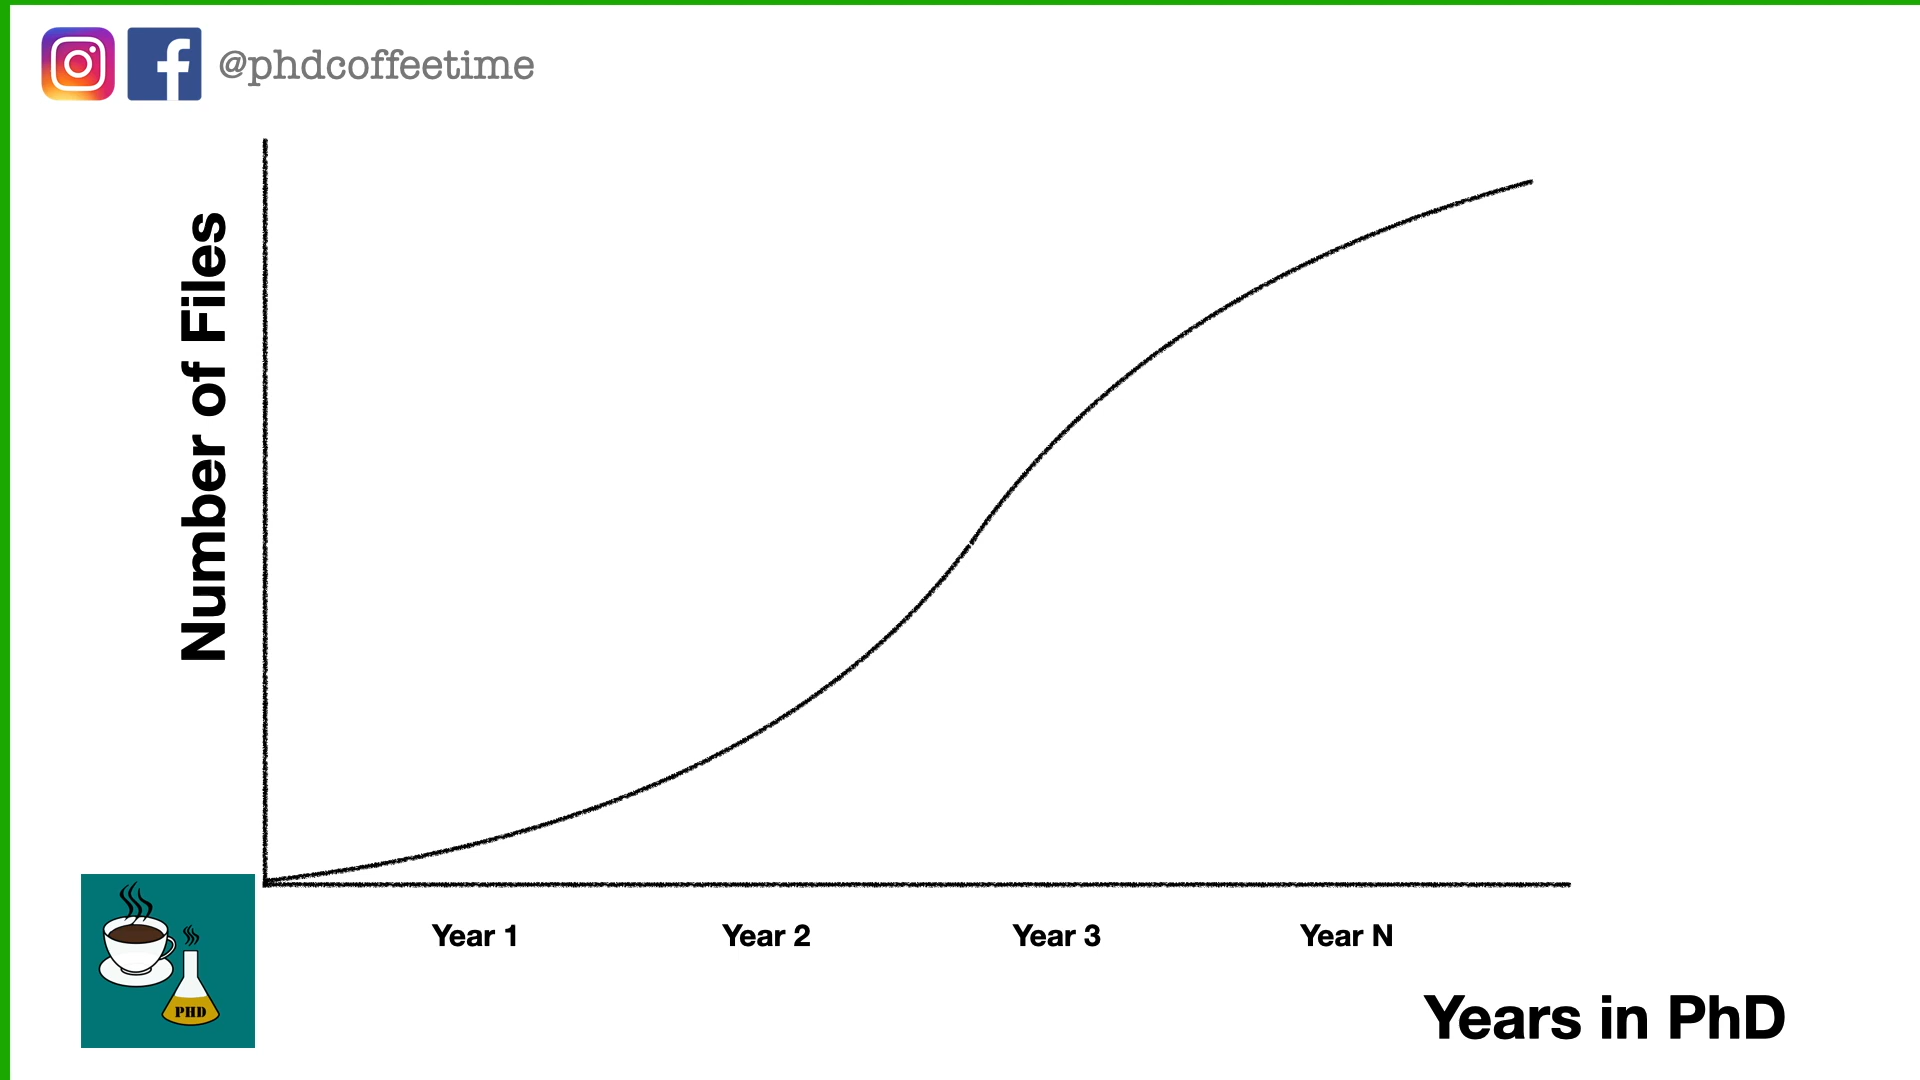 @phdcoffeetime
Number of Files
Year 1
Year 2
Year 3
Year N
Years in PhD
PHD